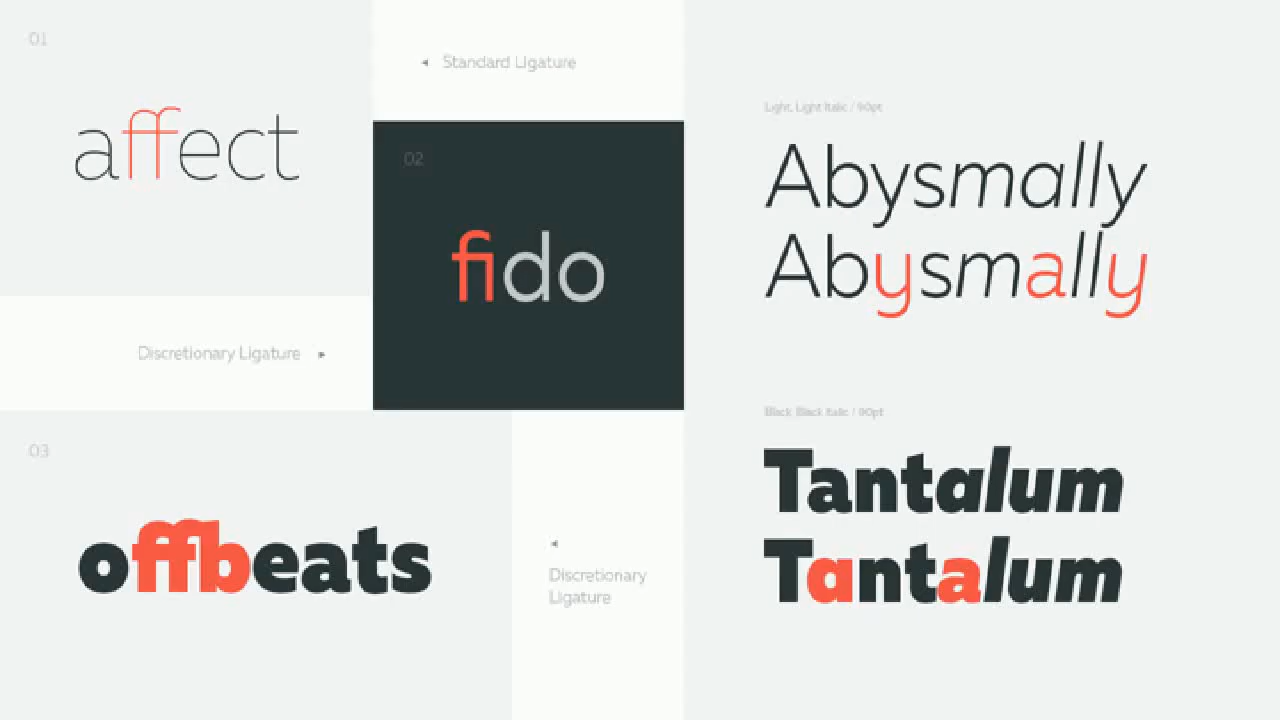 01
affect
◂ Standard Ligature
02
fido
Discretionary Ligature ▸
03
offbeats
◂
Discretionary
Ligature
Light, Light Italic / 90pt
Abysmally
Abysmally
Black, Black Italic / 90pt
Tantalum
Tantalum